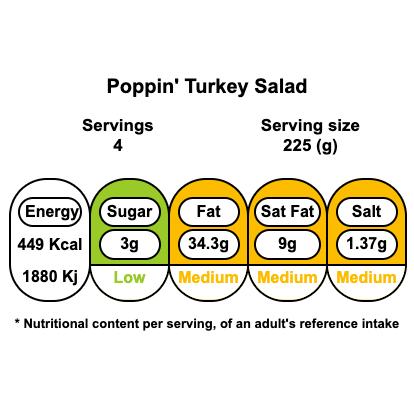 Poppin' Turkey Salad
Servings
4
Serving size
225 (g)
Energy
449 Kcal
1880 Kj
Sugar
3g
Low
Fat
34.3g
Medium
Sat Fat
9g
Medium
Salt
1.37g
Medium
* Nutritional content per serving, of an adult's reference intake